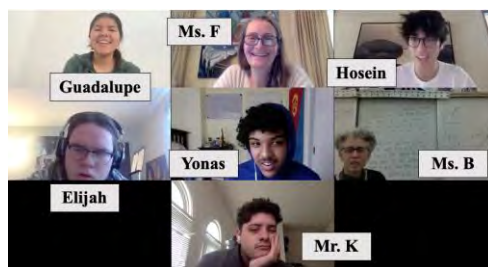 Ms. F
Guadalupe
Hosein
Elijah
Yonas
Ms. B
Mr. K